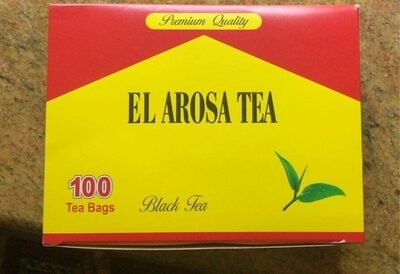 Premium Quality
EL AROSA TEA
100
Tea Bags
Black Tea